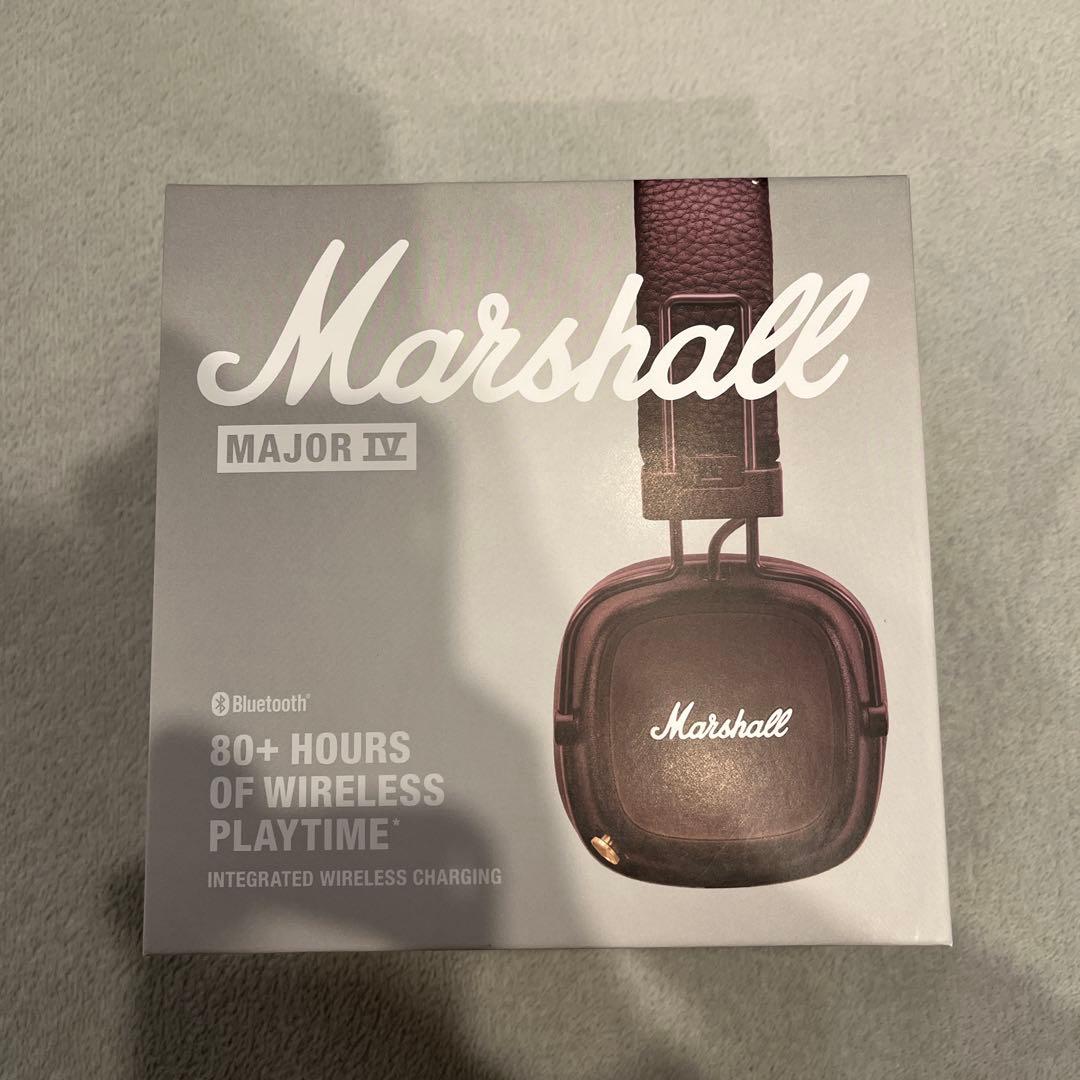 Marshall
MAJOR IV
Bluetooth®
80+ HOURS
OF WIRELESS
PLAYTIME*
INTEGRATED WIRELESS CHARGING
Marshall